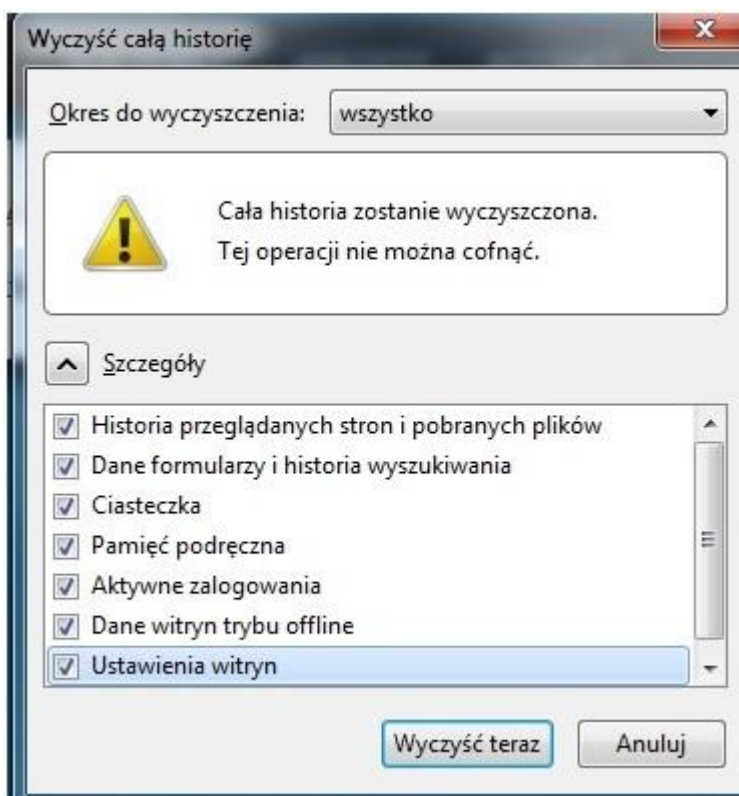 Wyczyść całą historię
Okres do wyczyszczenia: wszystko
Cała historia zostanie wyczyszczona.
Tej operacji nie można cofnąć.
Szczegóły
Historia przeglądanych stron i pobranych plików
Dane formularzy i historia wyszukiwania
Ciasteczka
Pamięć podręczna
Aktywne zalogowania
Dane witryn trybu offline
Ustawienia witryn
Wyczyść teraz Anuluj